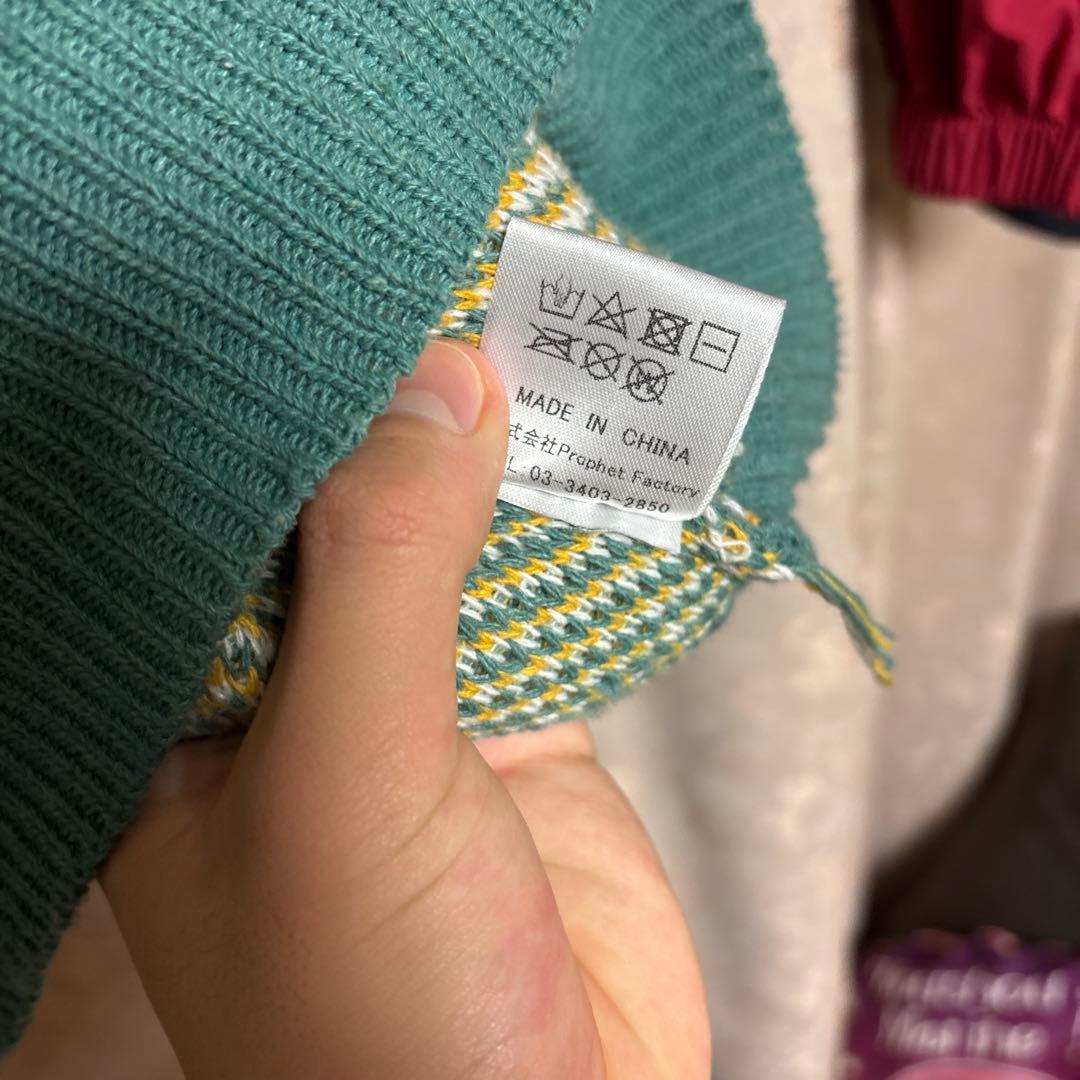 MADE IN CHINA
式会社Prophet Factory
L 03-3403-2850